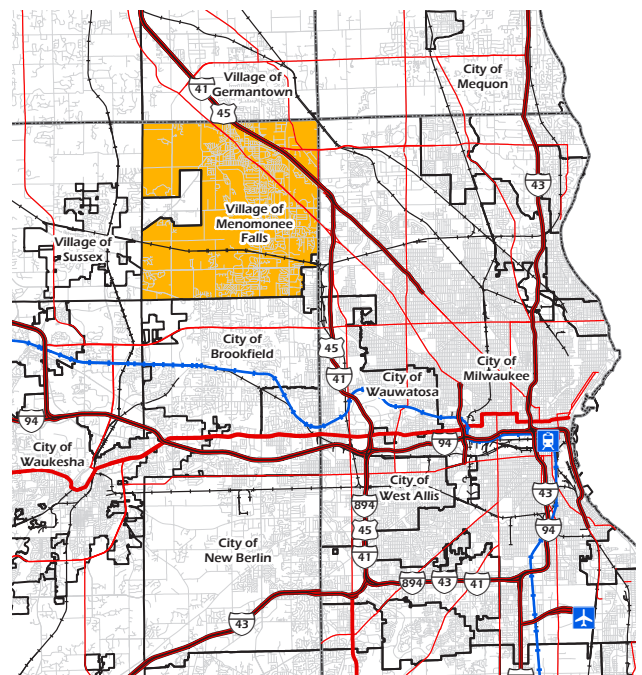 Village of
Germantown
41
45
City of
Mequon
43
Village of
Menomonee
Falls
Village of
Sussex
City of
Brookfield
45
41
City of
Wauwatosa
City of
Milwaukee
94
City of
Waukesha
94
City of
West Allis
43
894
45
41
94
City of
New Berlin
894
43
41
43